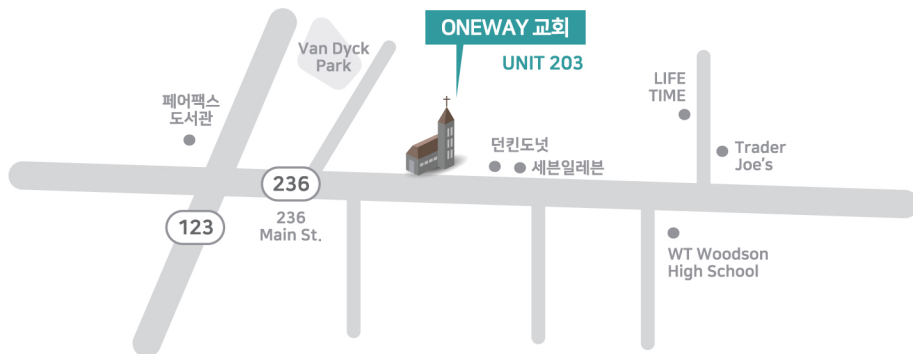 ONEWAY 교회
UNIT 203
Van Dyck
Park
페어팩스
도서관
LIFE
TIME
던킨도넛
세븐일레븐
Trader
Joe's
236
236
Main St.
123
WT Woodson
High School